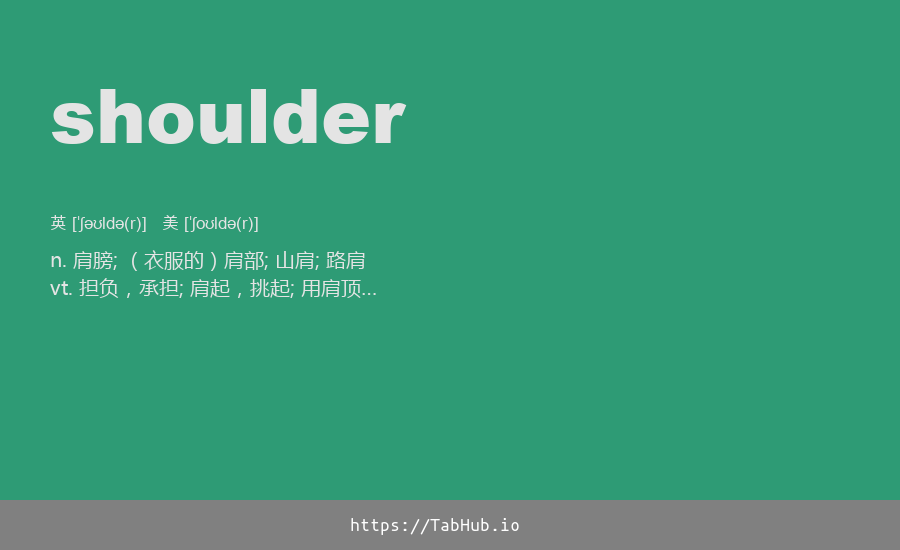 shoulder
英 [ˈʃəʊldə(r)] 美 [ˈʃoʊldə(r)]
n. 肩膀; （衣服的）肩部; 山肩; 路肩
vt. 担负，承担; 肩起，挑起; 用肩顶...
https://TabHub.io